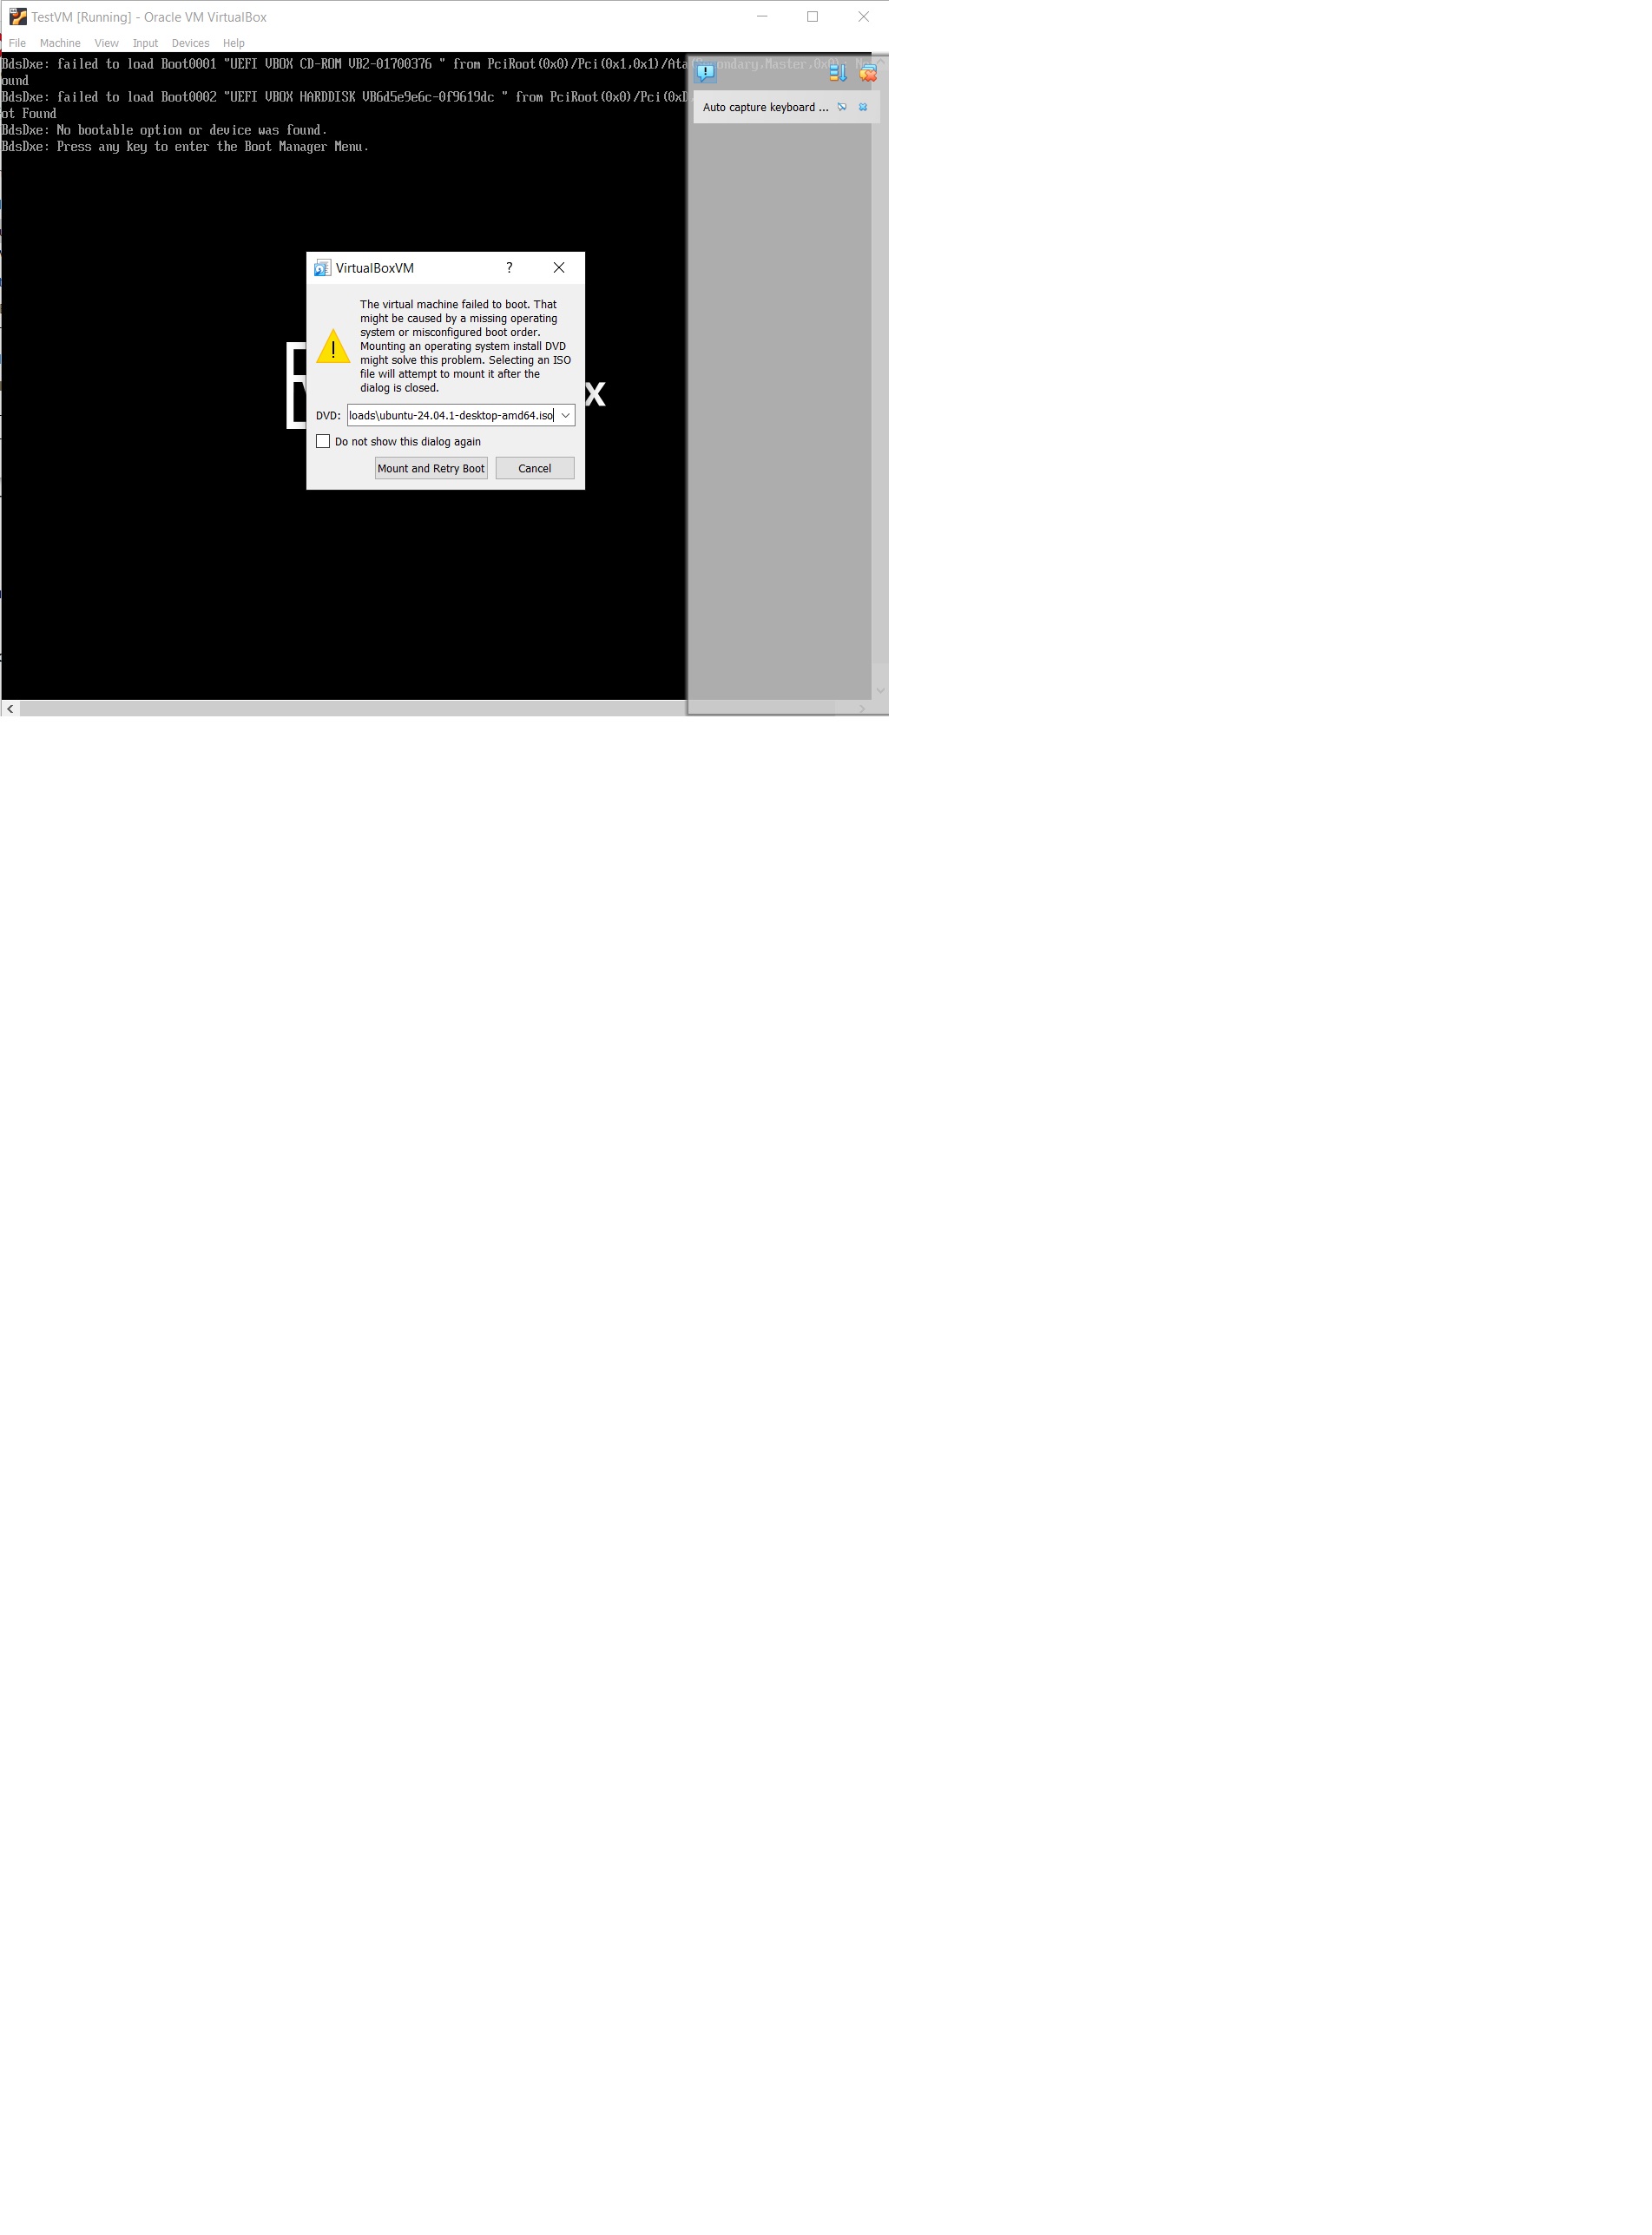 TestVM [Running] - Oracle VM VirtualBox
File Machine View Input Devices Help
BdsDxe: failed to load Boot0001 "UEFI VBOX CD-ROM VB2-01700376 " from PciRoot(0x0)/Pci(0x1,0x1)/Ata(Secondary,Master,0x0): N
ound
BdsDxe: failed to load Boot0002 "UEFI VBOX HARDDISK VB6d5e9e6c-0f9619dc " from PciRoot(0x0)/Pci(0xD
ot Found
BdsDxe: No bootable option or device was found.
BdsDxe: Press any key to enter the Boot Manager Menu.
Auto capture keyboard ...
VirtualBoxVM ?
The virtual machine failed to boot. That
might be caused by a missing operating
system or misconfigured boot order.
Mounting an operating system install DVD
might solve this problem. Selecting an ISO
file will attempt to mount it after the
dialog is closed.
DVD: loads\ubuntu-24.04.1-desktop-amd64.iso
Do not show this dialog again
Mount and Retry Boot Cancel
x